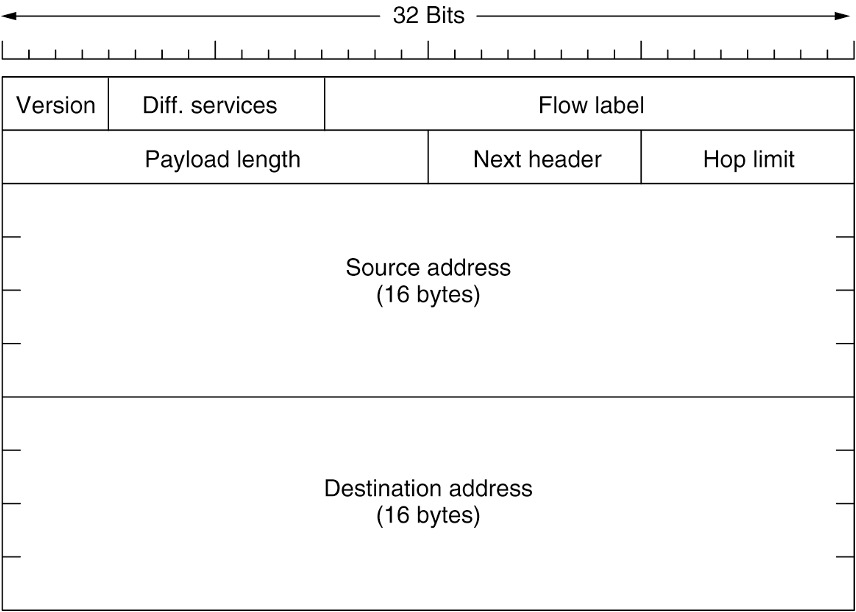 32 Bits
Version Diff. services Flow label
Payload length Next header Hop limit
Source address
(16 bytes)
Destination address
(16 bytes)